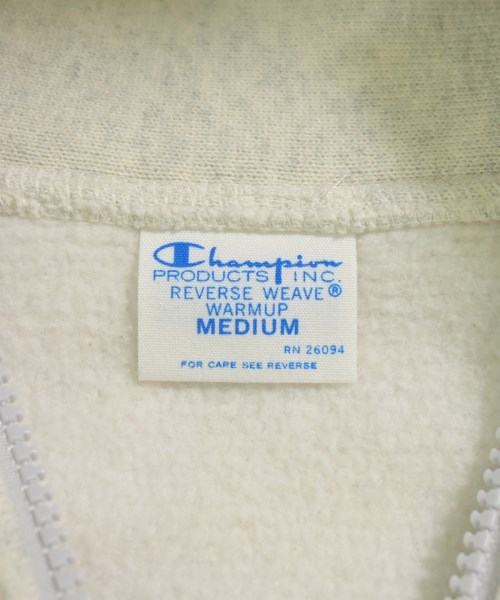 Champion
PRODUCTS INC.
REVERSE WEAVE®
WARMUP
MEDIUM
RN 26094
FOR CARE SEE REVERSE